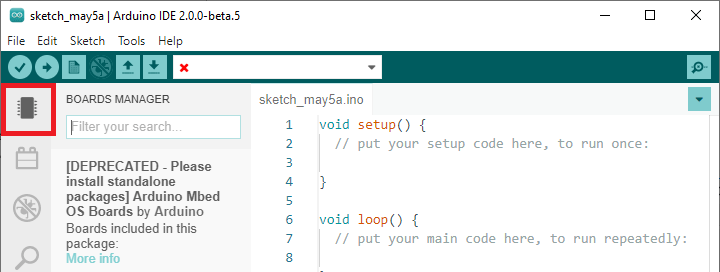 sketch_may5a | Arduino IDE 2.0.0-beta.5
File Edit Sketch Tools Help
BOARDS MANAGER
Filter your search...
[DEPRECATED - Please
install standalone
packages] Arduino Mbed
OS Boards by Arduino
Boards included in this
package:
More info
sketch_may5a.ino
1 void setup() {
2 // put your setup code here, to run once:
3
4 }
5
6 void loop() {
7 // put your main code here, to run repeatedly:
8